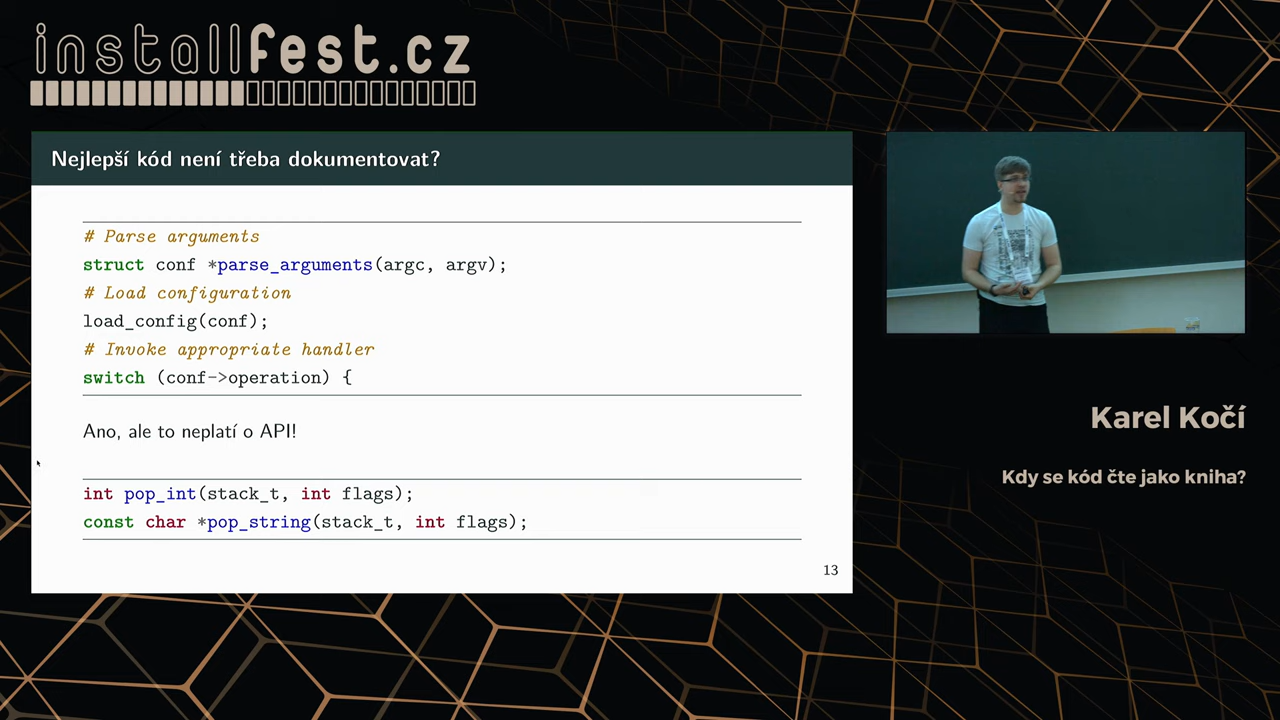 installfest.cz
Nejlepší kód není třeba dokumentovat?
# Parse arguments
struct conf *parse_arguments(argc, argv);
# Load configuration
load_config(conf);
# Invoke appropriate handler
switch (conf->operation) {
Ano, ale to neplatí o API!
int pop_int(stack_t, int flags);
const char *pop_string(stack_t, int flags);
13
Karel Kočí
Kdy se kód čte jako kniha?